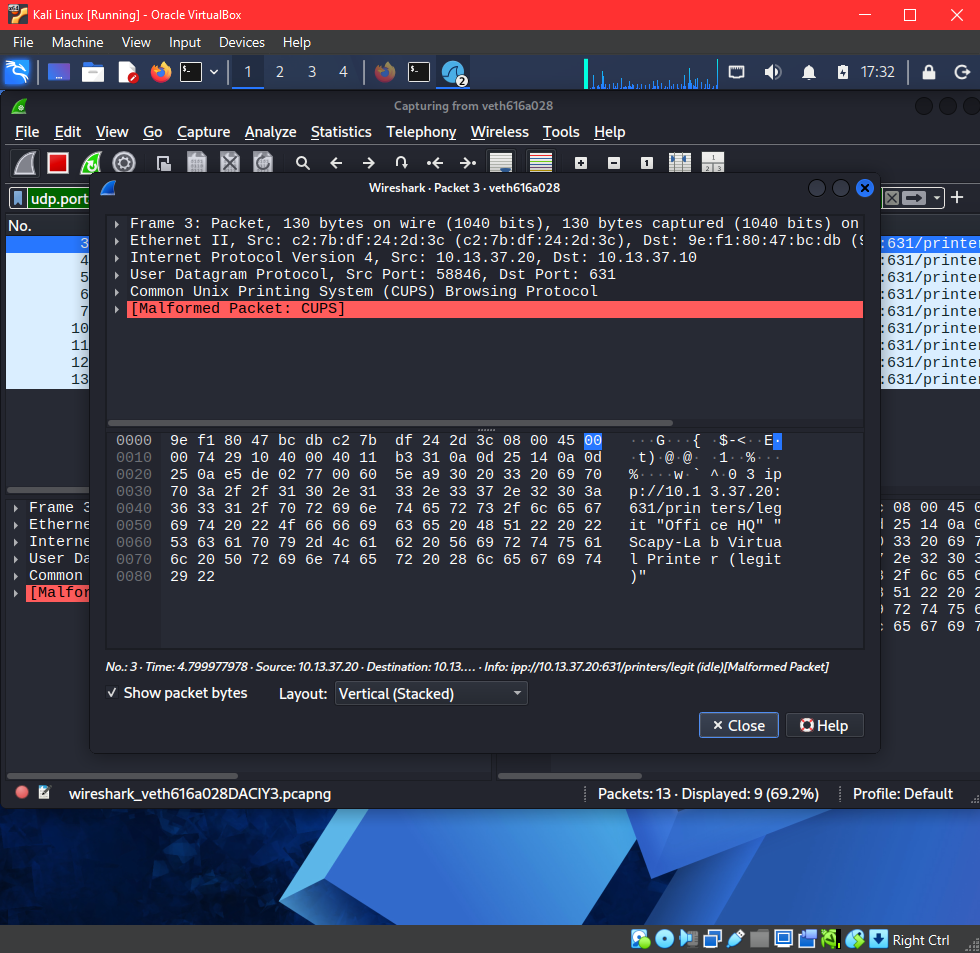 Kali Linux [Running] - Oracle VirtualBox
File Machine View Input Devices Help
1 2 3 4 2 17:32
Capturing from veth616a028
File Edit View Go Capture Analyze Statistics Telephony Wireless Tools Help
udp.port
Wireshark · Packet 3 · veth616a028
No.
3 :631/printer
4 :631/printer
5 :631/printer
6 :631/printer
7 :631/printer
10 :631/printer
11 :631/printer
12 :631/printer
13 :631/printer
Frame 3: Packet, 130 bytes on wire (1040 bits), 130 bytes captured (1040 bits) on
Ethernet II, Src: c2:7b:df:24:2d:3c (c2:7b:df:24:2d:3c), Dst: 9e:f1:80:47:bc:db (9
Internet Protocol Version 4, Src: 10.13.37.20, Dst: 10.13.37.10
User Datagram Protocol, Src Port: 58846, Dst Port: 631
Common Unix Printing System (CUPS) Browsing Protocol
[Malformed Packet: CUPS]
0000 9e f1 80 47 bc db c2 7b df 24 2d 3c 08 00 45 00 ···G···{ ·$-<··E·
0010 00 74 29 10 40 00 40 11 b3 31 0a 0d 25 14 0a 0d ·t)·@·@· ·1··%···
0020 25 0a e5 de 02 77 00 60 5e a9 30 20 33 20 69 70 %····w·` ^·0 3 ip
0030 70 3a 2f 2f 31 30 2e 31 33 2e 33 37 2e 32 30 3a p://10.1 3.37.20:
0040 36 33 31 2f 70 72 69 6e 74 65 72 73 2f 6c 65 67 631/prin ters/leg
0050 69 74 20 22 4f 66 66 69 63 65 20 48 51 22 20 22 it "Offi ce HQ" "
0060 53 63 61 70 79 2d 4c 61 62 20 56 69 72 74 75 61 Scapy-La b Virtua
0070 6c 20 50 72 69 6e 74 65 72 20 28 6c 65 67 69 74 l Printe r (legit
0080 29 22 )"
Frame 3
Etherne
Interne
User Da
Common
[Malfor
No.: 3 · Time: 4.799977978 · Source: 10.13.37.20 · Destination: 10.13.… · Info: ipp://10.13.37.20:631/printers/legit (idle)[Malformed Packet]
Show packet bytes Layout: Vertical (Stacked)
Close Help
wireshark_veth616a028DACIY3.pcapng Packets: 13 · Displayed: 9 (69.2%) Profile: Default
Right Ctrl